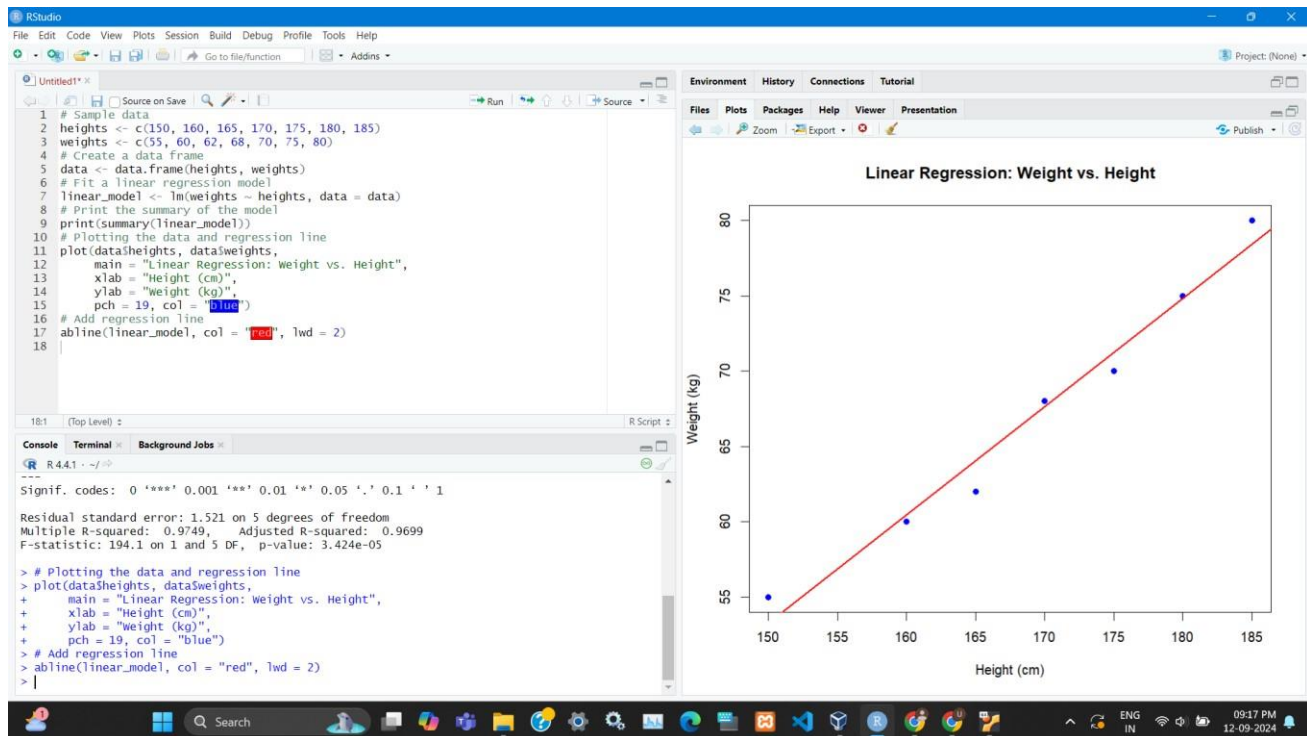 RStudio
File Edit Code View Plots Session Build Debug Profile Tools Help
Go to file/function Addins Project: (None)
Untitled1*
Source on Save Run Source
1 # Sample data
2 heights <- c(150, 160, 165, 170, 175, 180, 185)
3 weights <- c(55, 60, 62, 68, 70, 75, 80)
4 # Create a data frame
5 data <- data.frame(heights, weights)
6 # Fit a linear regression model
7 linear_model <- lm(weights ~ heights, data = data)
8 # Print the summary of the model
9 print(summary(linear_model))
10 # Plotting the data and regression line
11 plot(data$heights, data$weights,
12 main = "Linear Regression: Weight vs. Height",
13 xlab = "Height (cm)",
14 ylab = "Weight (kg)",
15 pch = 19, col = "blue")
16 # Add regression line
17 abline(linear_model, col = "red", lwd = 2)
18
18:1 (Top Level) R Script
Console Terminal Background Jobs
R 4.4.1 · ~/
---
Signif. codes: 0 ‘***’ 0.001 ‘**’ 0.01 ‘*’ 0.05 ‘.’ 0.1 ‘ ’ 1
Residual standard error: 1.521 on 5 degrees of freedom
Multiple R-squared: 0.9749, Adjusted R-squared: 0.9699
F-statistic: 194.1 on 1 and 5 DF, p-value: 3.424e-05
> # Plotting the data and regression line
> plot(data$heights, data$weights,
+ main = "Linear Regression: Weight vs. Height",
+ xlab = "Height (cm)",
+ ylab = "Weight (kg)",
+ pch = 19, col = "blue")
> # Add regression line
> abline(linear_model, col = "red", lwd = 2)
>
Environment History Connections Tutorial
Files Plots Packages Help Viewer Presentation
Zoom Export Publish
Linear Regression: Weight vs. Height
Weight (kg)
80
75
70
65
60
55
150 155 160 165 170 175 180 185
Height (cm)
Search
ENG
IN
09:17 PM
12-09-2024